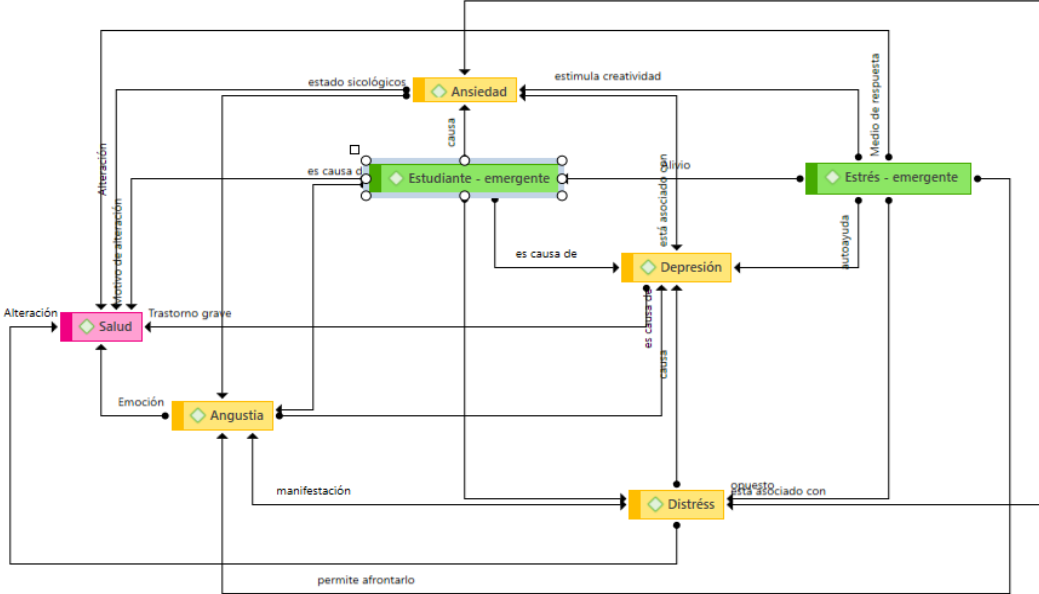 estado sicológicos
Ansiedad
estimula creatividad
Medio de respuesta
causa
Alteración
es causa d
Estudiante - emergente
Alivio
Estrés - emergente
está asociado con
Motivo de alteración
es causa de
Depresión
autoayuda
Alteración
Salud
Trastorno grave
es causa de
causa
Emoción
Angustia
manifestación
opuesto
está asociado con
Distréss
permite afrontarlo